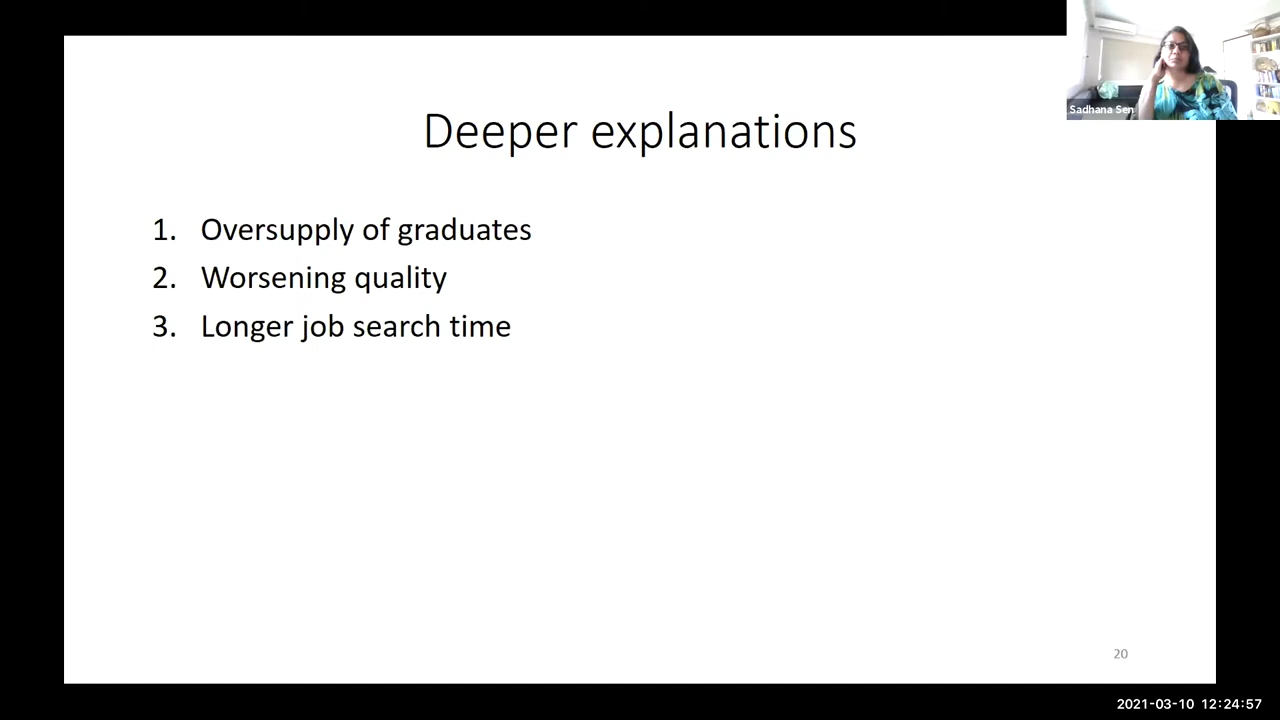 Sadhana Sen
Deeper explanations
1. Oversupply of graduates
2. Worsening quality
3. Longer job search time
20
2021-03-10 12:24:57